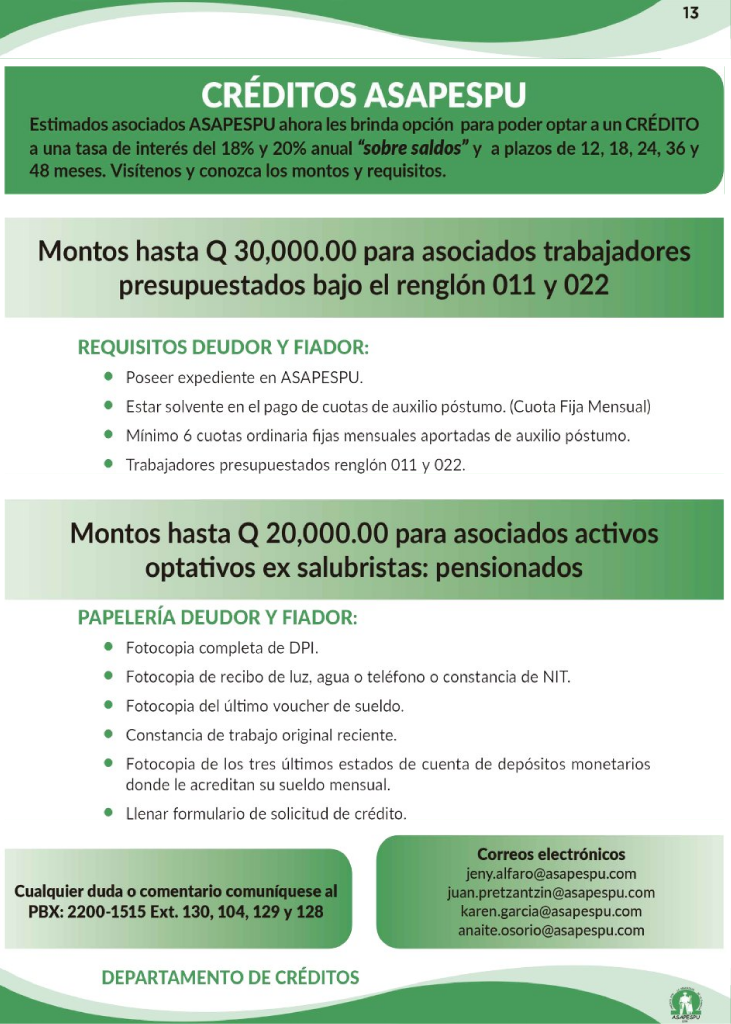 13
CRÉDITOS ASAPESPU
Estimados asociados ASAPESPU ahora les brinda opción para poder optar a un CRÉDITO
a una tasa de interés del 18% y 20% anual “sobre saldos” y a plazos de 12, 18, 24, 36 y
48 meses. Visítenos y conozca los montos y requisitos.
Montos hasta Q 30,000.00 para asociados trabajadores
presupuestados bajo el renglón 011 y 022
REQUISITOS DEUDOR Y FIADOR:
• Poseer expediente en ASAPESPU.
• Estar solvente en el pago de cuotas de auxilio póstumo. (Cuota Fija Mensual)
• Mínimo 6 cuotas ordinaria fijas mensuales aportadas de auxilio póstumo.
• Trabajadores presupuestados renglón 011 y 022.
Montos hasta Q 20,000.00 para asociados activos
optativos ex salubristas: pensionados
PAPELERÍA DEUDOR Y FIADOR:
• Fotocopia completa de DPI.
• Fotocopia de recibo de luz, agua o teléfono o constancia de NIT.
• Fotocopia del último voucher de sueldo.
• Constancia de trabajo original reciente.
• Fotocopia de los tres últimos estados de cuenta de depósitos monetarios
donde le acreditan su sueldo mensual.
• Llenar formulario de solicitud de crédito.
Cualquier duda o comentario comuníquese al
PBX: 2200-1515 Ext. 130, 104, 129 y 128
Correos electrónicos
jeny.alfaro@asapespu.com
juan.pretzantzin@asapespu.com
karen.garcia@asapespu.com
anaite.osorio@asapespu.com
DEPARTAMENTO DE CRÉDITOS
ASAPESPU